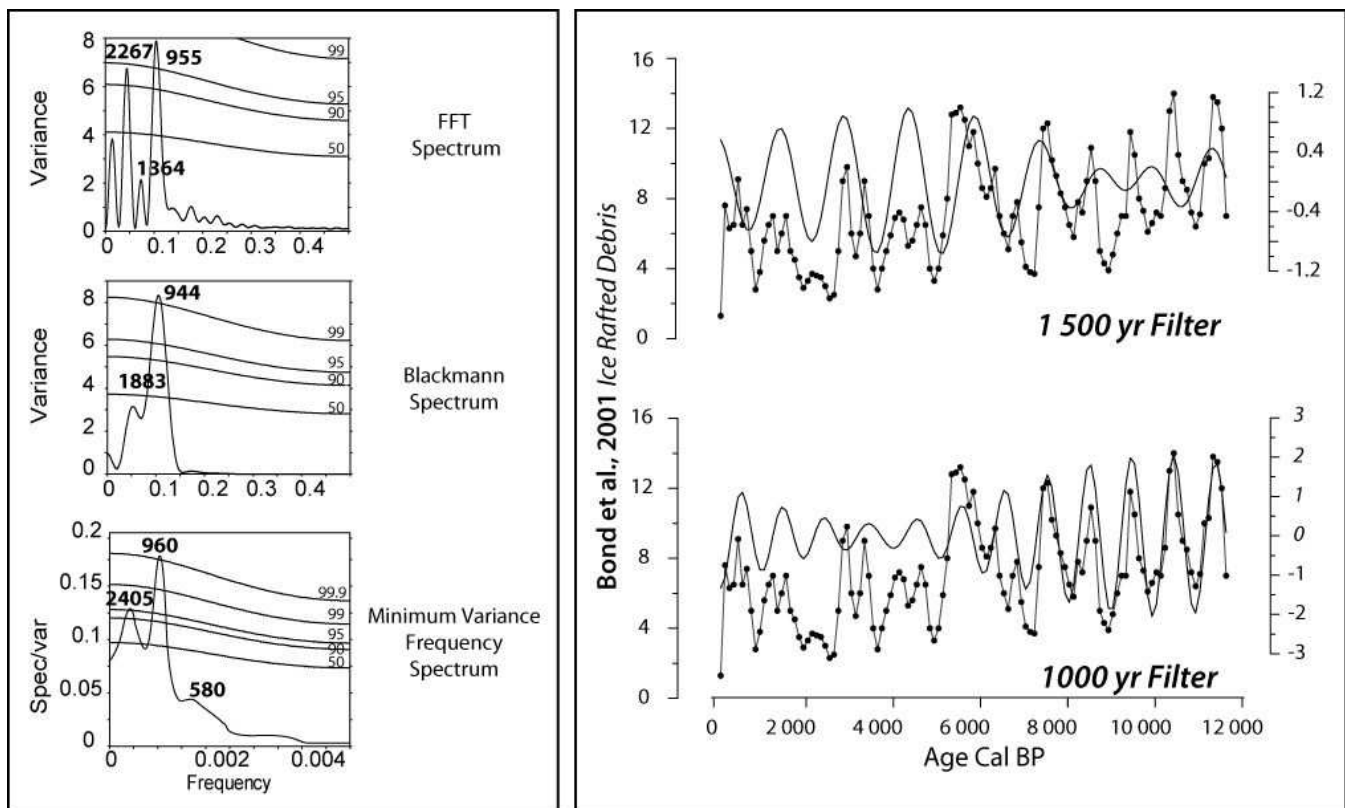 8
2267 955
99
6
95
90
4
50
1364
2
0
0 0.1 0.2 0.3 0.4
Variance
FFT
Spectrum
8
944
99
6
95
90
4
1883
50
2
0
0 0.1 0.2 0.3 0.4
Variance
Blackmann
Spectrum
0.2
960
0.15
99.9
2405
99
0.1
95
90
50
0.05
580
0
0 0.002 0.004
Frequency
Spec/var
Minimum Variance
Frequency
Spectrum
Bond et al., 2001 Ice Rafted Debris
16
12
8
4
0
1.2
0.4
-0.4
-1.2
1 500 yr Filter
16
12
8
4
0
3
2
1
0
-1
-2
-3
1000 yr Filter
0 2 000 4 000 6 000 8 000 10 000 12 000
Age Cal BP